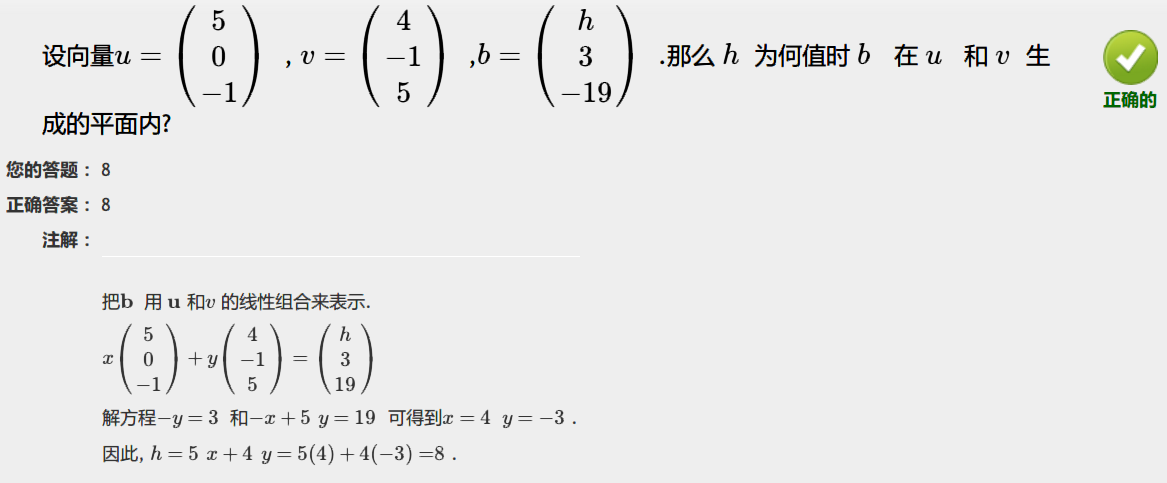 设向量u = (5 0 −1) , v = (4 −1 5) ,b = (h 3 −19) .那么 h 为何值时 b 在 u 和 v 生
正确的
成的平面内?
您的答题： 8
正确答案： 8
注解：
把b 用 u 和v 的线性组合来表示.
x (5 0 −1) + y (4 −1 5) = (h 3 19)
解方程−y = 3 和−x + 5 y = 19 可得到x = 4 y = −3 .
因此, h = 5 x + 4 y = 5(4) + 4(−3) =8 .